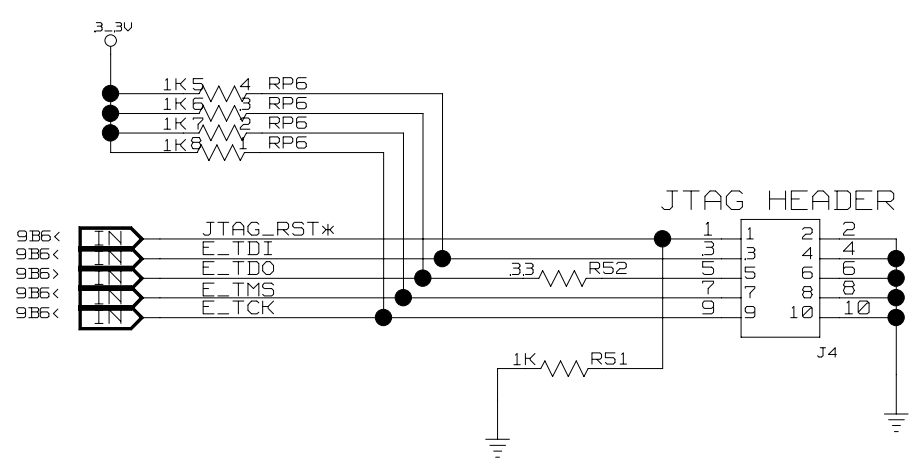 3_3V
1K 5 4 RP6
1K 6 3 RP6
1K 7 2 RP6
1K 8 1 RP6
JTAG HEADER
9B6< IN JTAG_RST* 1 1 2 2
9B6< IN E_TDI 3 3 4 4
9B6> IN E_TDO 33 R52 5 5 6 6
9B6< IN E_TMS 7 7 8 8
9B6< IN E_TCK 9 9 10 10
J4
1K R51